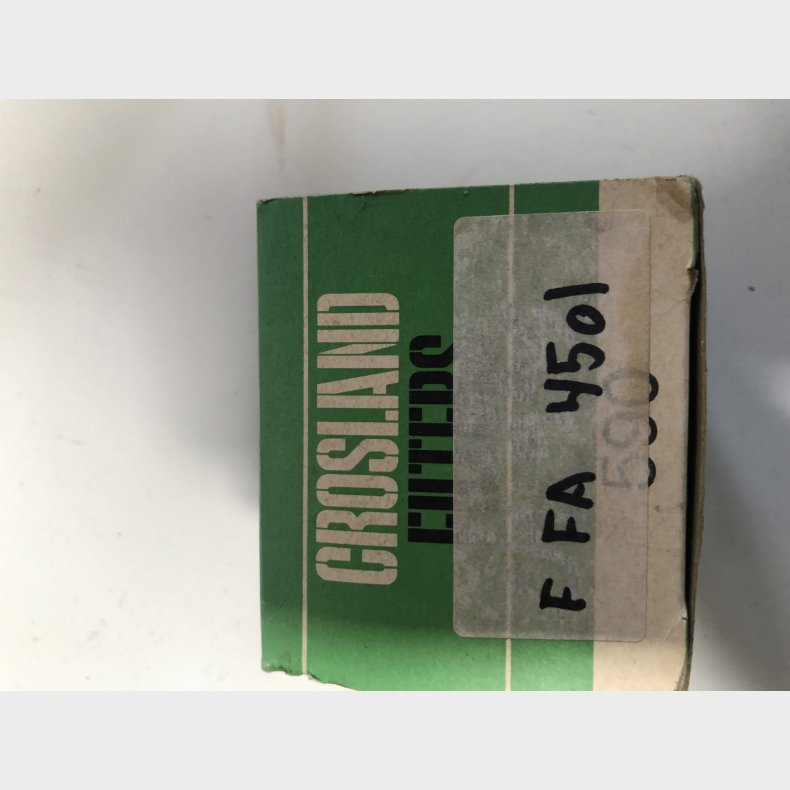 CROSLAND
FILTERS
F FA 4501
590